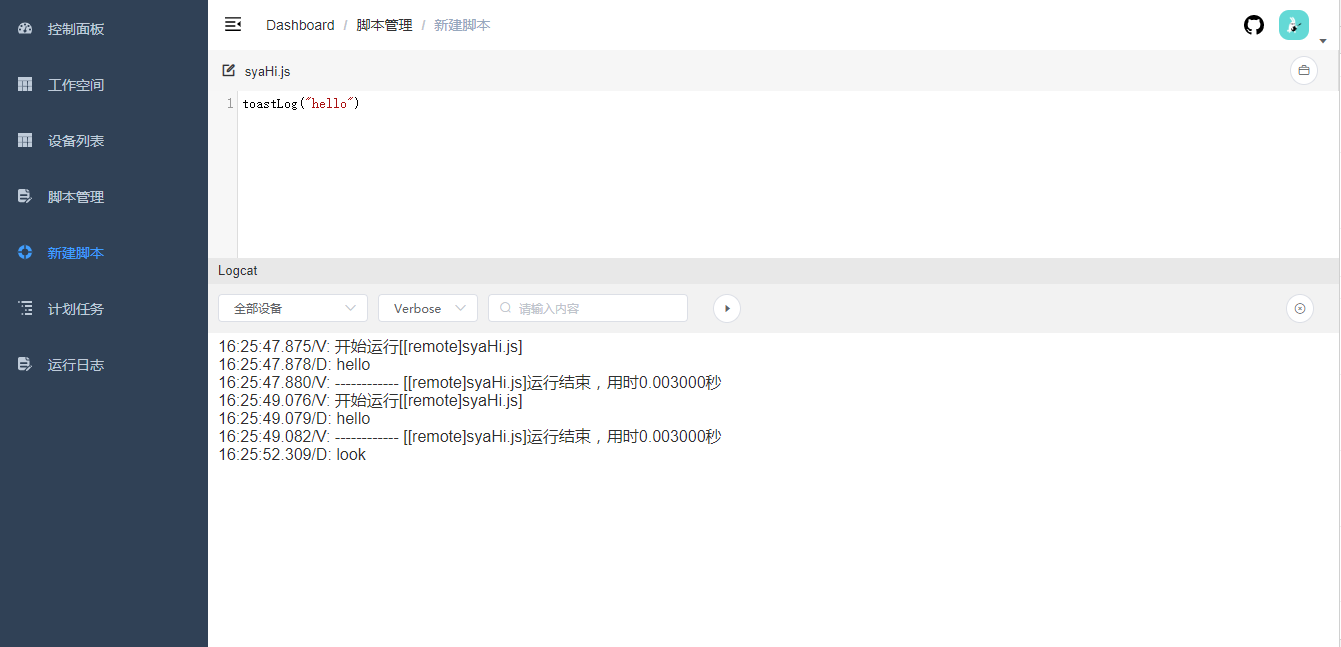 控制面板
工作空间
设备列表
脚本管理
新建脚本
计划任务
运行日志
Dashboard / 脚本管理 / 新建脚本
syaHi.js
1 toastLog("hello")
Logcat
全部设备 Verbose 请输入内容
16:25:47.875/V: 开始运行[[remote]syaHi.js]
16:25:47.878/D: hello
16:25:47.880/V: ------------ [[remote]syaHi.js]运行结束，用时0.003000秒
16:25:49.076/V: 开始运行[[remote]syaHi.js]
16:25:49.079/D: hello
16:25:49.082/V: ------------ [[remote]syaHi.js]运行结束，用时0.003000秒
16:25:52.309/D: look